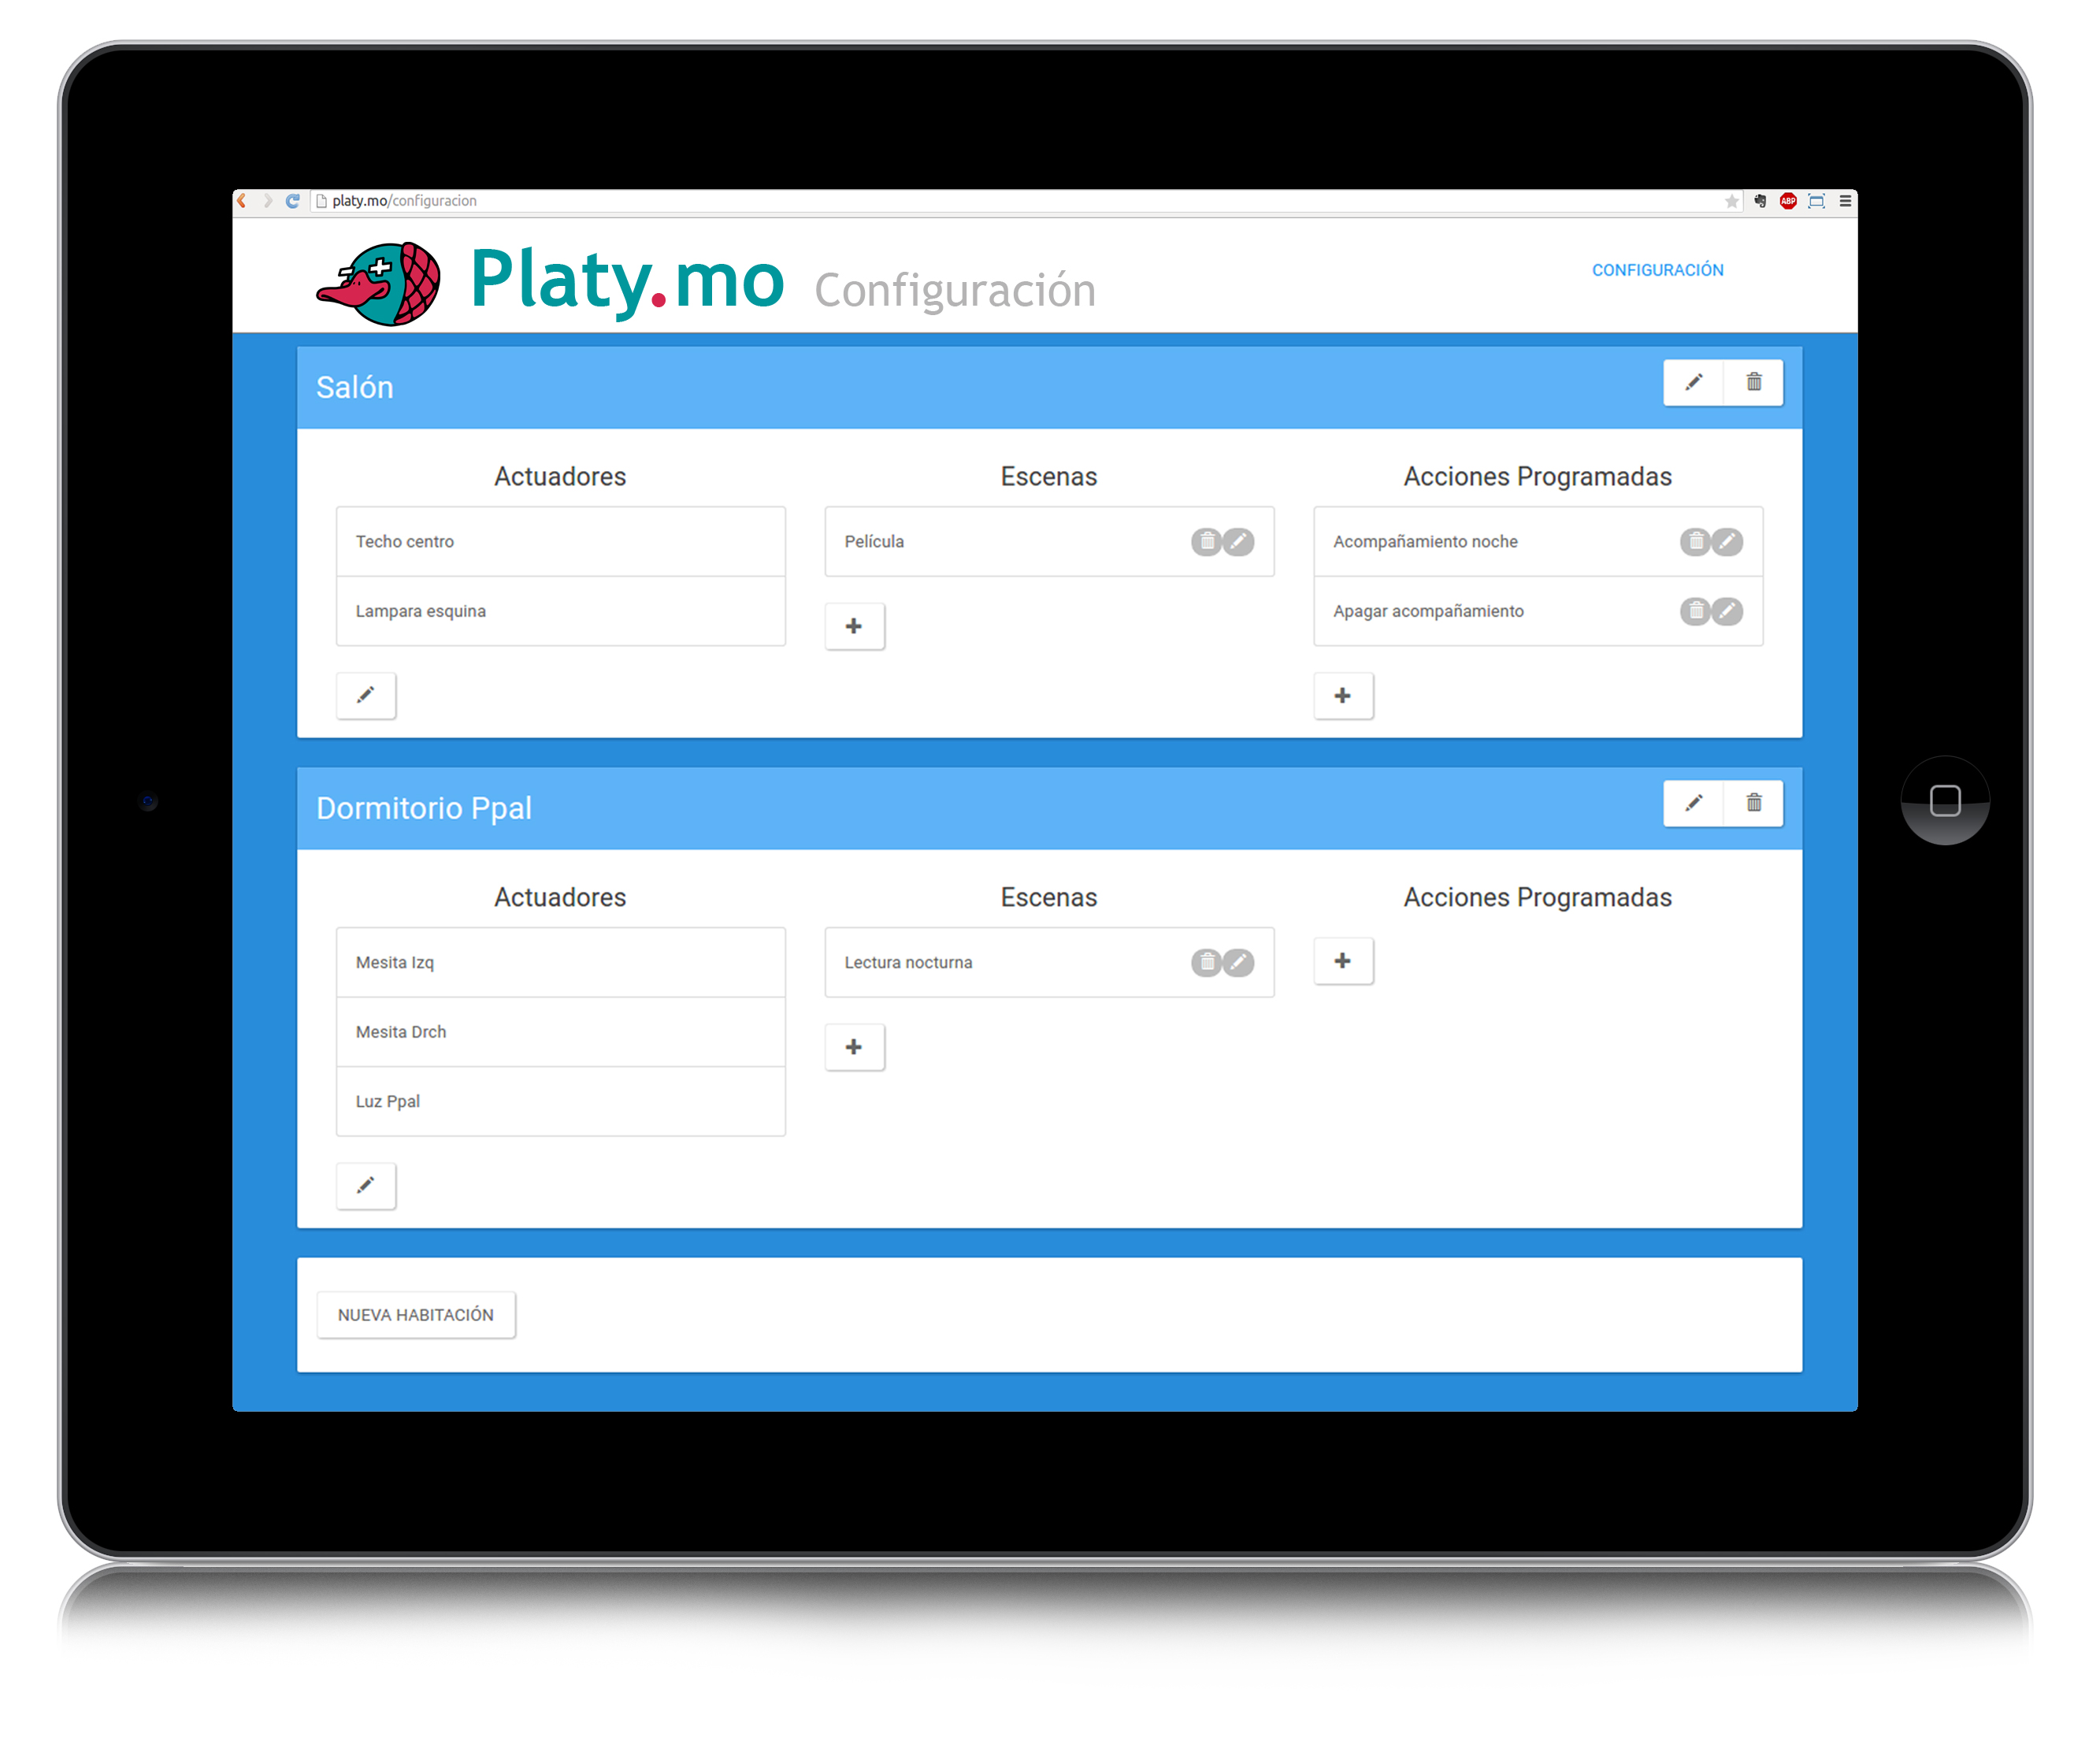 platy.mo/configuracion
ABP
Platy.mo Configuración
CONFIGURACIÓN
Salón
Actuadores
Escenas
Acciones Programadas
Techo centro
Película
Acompañamiento noche
Lampara esquina
Apagar acompañamiento
Dormitorio Ppal
Actuadores
Escenas
Acciones Programadas
Mesita Izq
Lectura nocturna
Mesita Drch
Luz Ppal
NUEVA HABITACIÓN